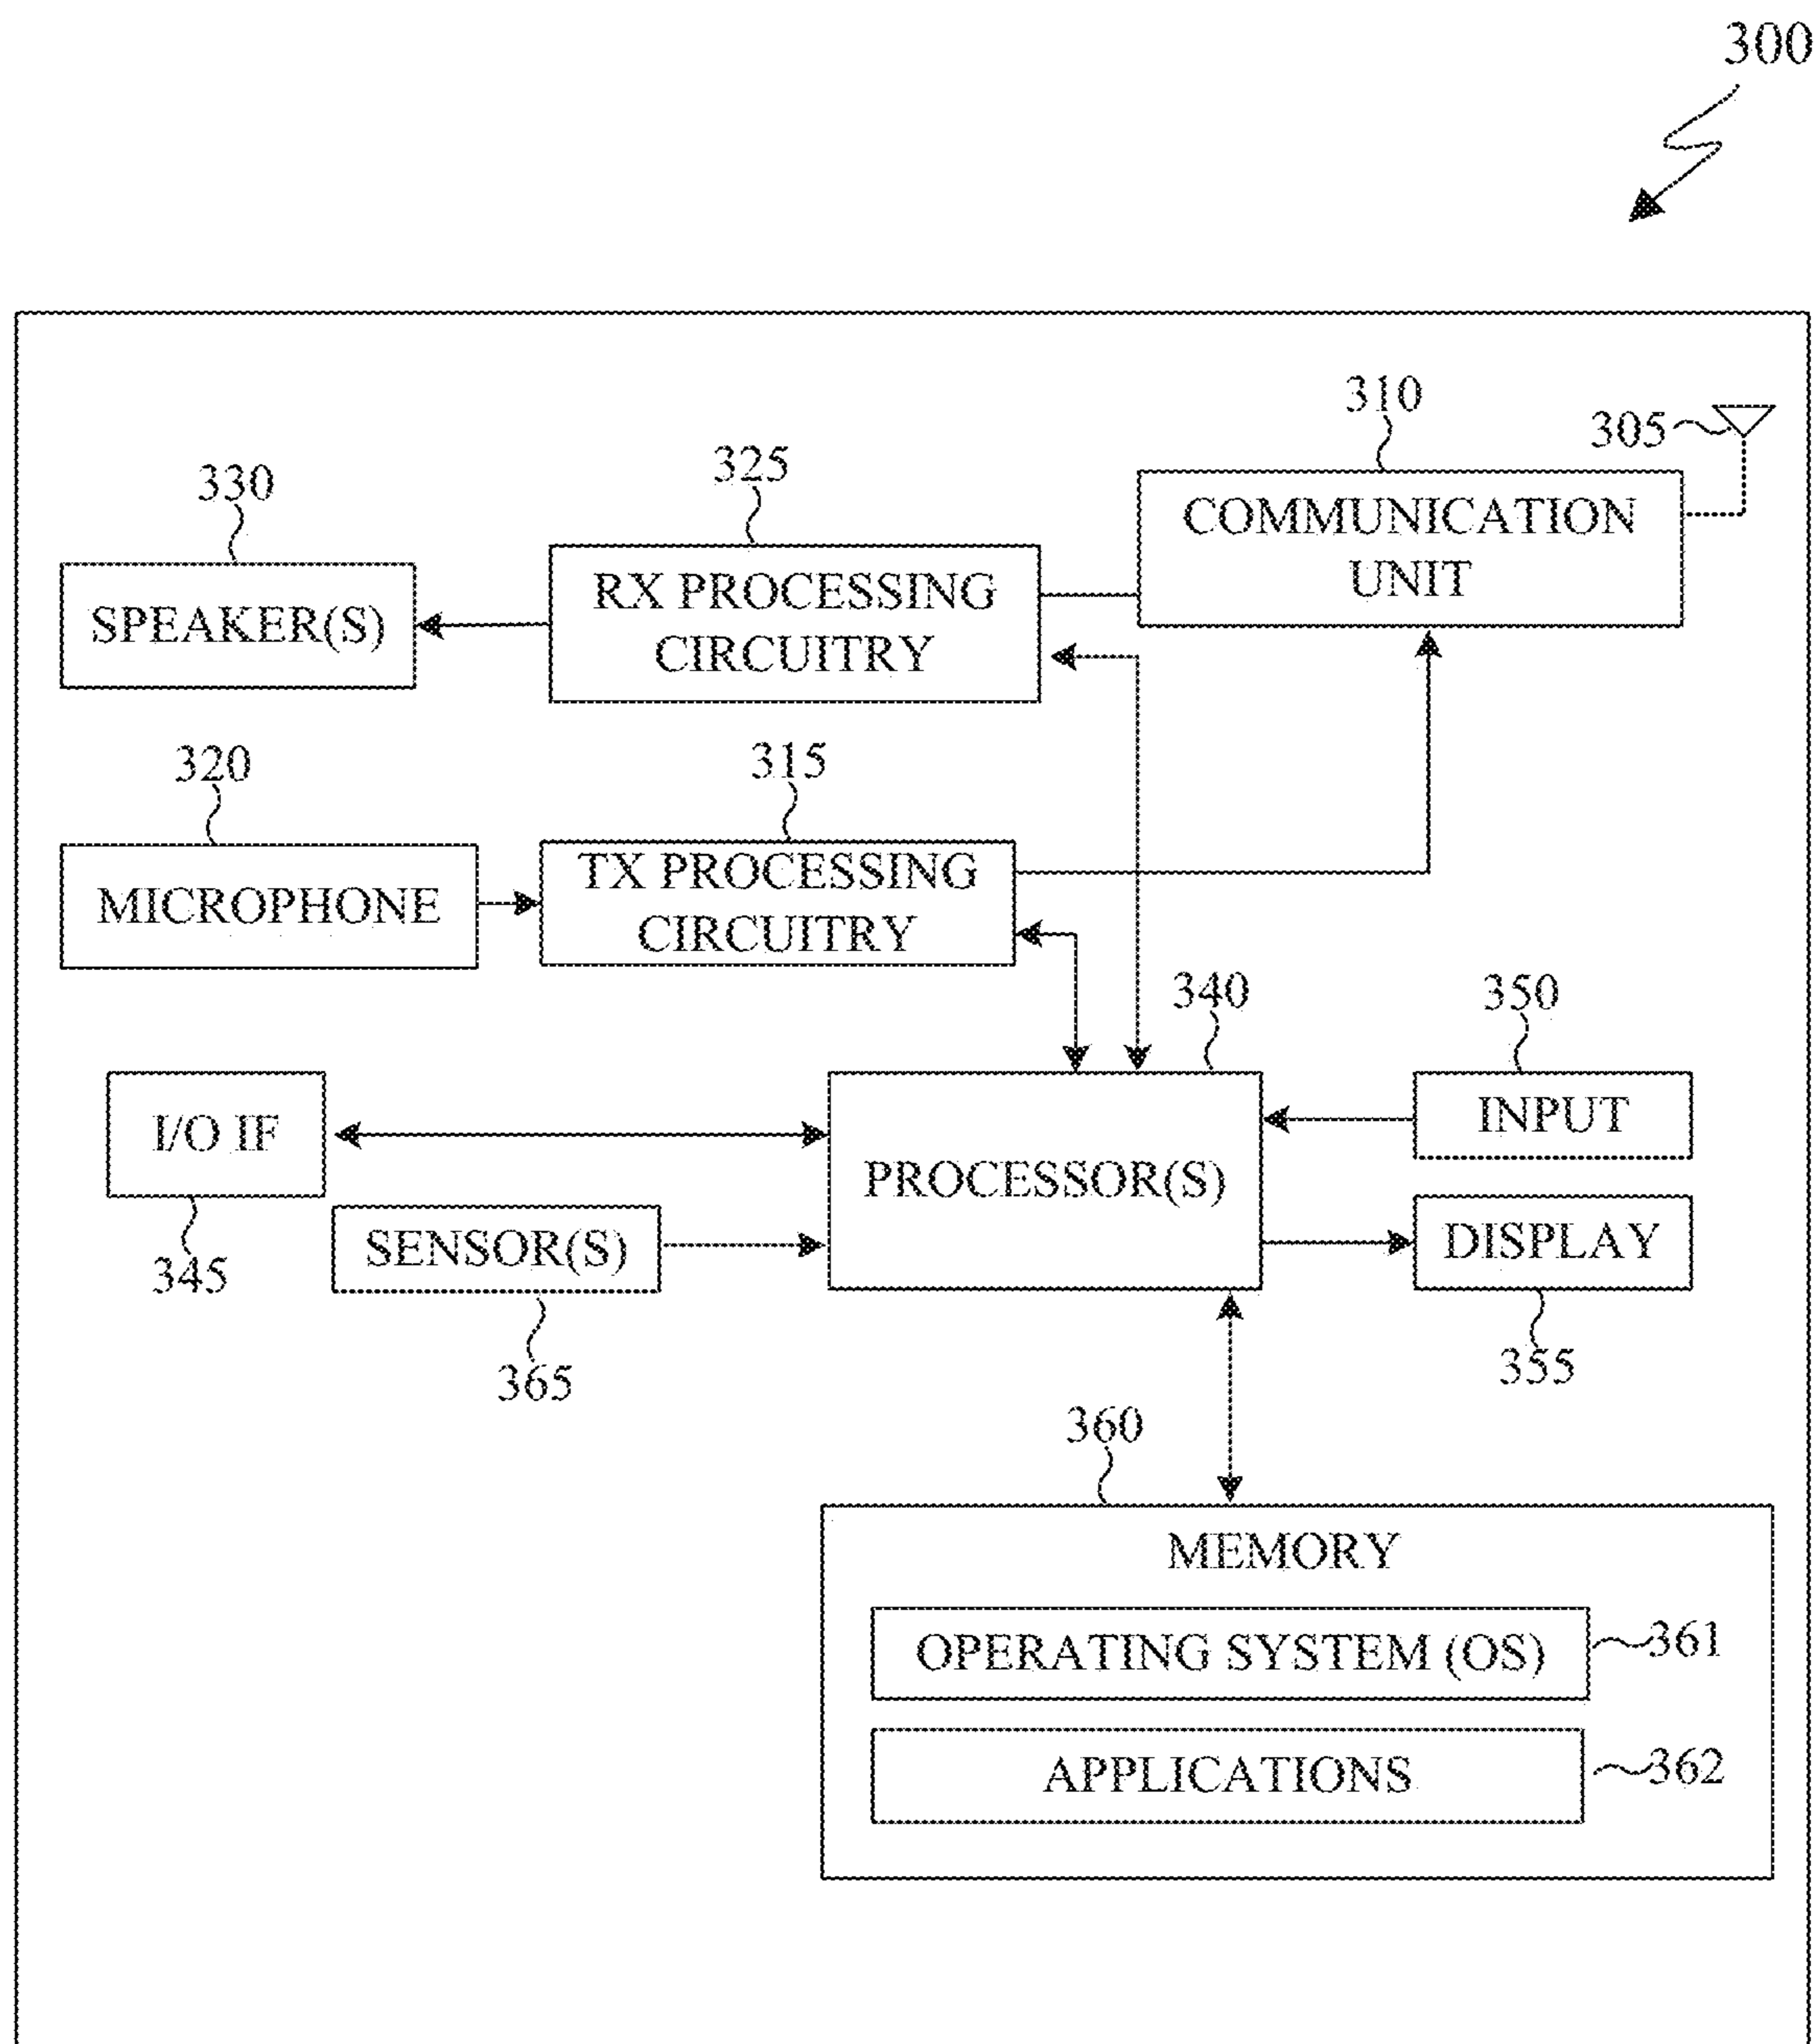 300
310
305
COMMUNICATION
UNIT
325
RX PROCESSING
CIRCUITRY
330
SPEAKER(S)
320
MICROPHONE
315
TX PROCESSING
CIRCUITRY
340
350
I/O IF
345
PROCESSOR(S)
INPUT
SENSOR(S)
365
DISPLAY
355
360
MEMORY
OPERATING SYSTEM (OS)
361
APPLICATIONS
362